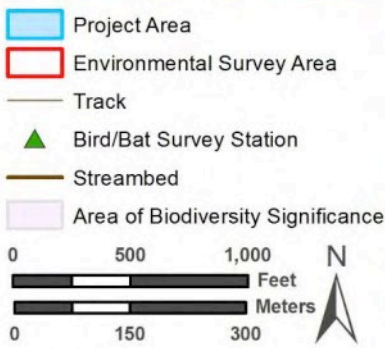 Project Area
Environmental Survey Area
Track
Bird/Bat Survey Station
Streambed
Area of Biodiversity Significance
0 500 1,000
Feet
Meters
0 150 300
N